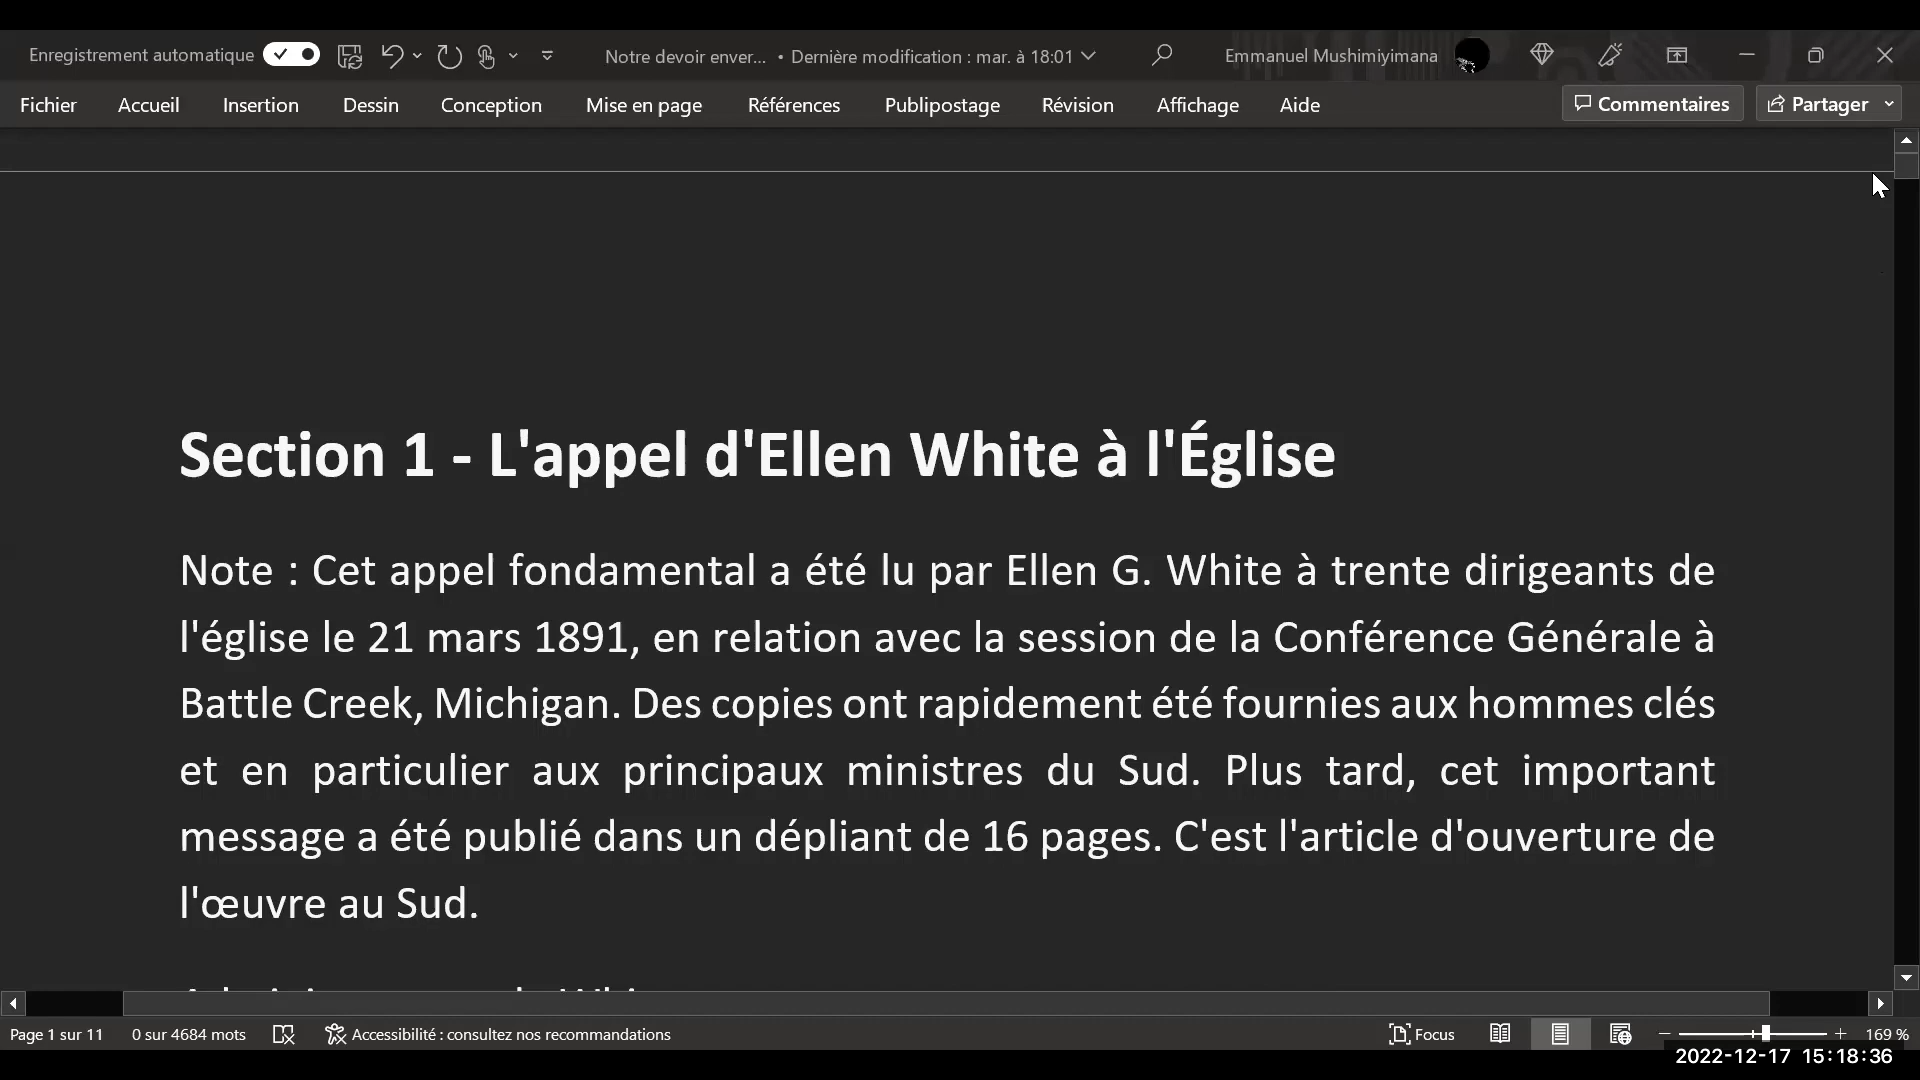 Enregistrement automatique
Notre devoir enver... • Dernière modification : mar. à 18:01
Emmanuel Mushimiyimana
Fichier Accueil Insertion Dessin Conception Mise en page Références Publipostage Révision Affichage Aide Commentaires Partager
Section 1 - L'appel d'Ellen White à l'Église
Note : Cet appel fondamental a été lu par Ellen G. White à trente dirigeants de
l'église le 21 mars 1891, en relation avec la session de la Conférence Générale à
Battle Creek, Michigan. Des copies ont rapidement été fournies aux hommes clés
et en particulier aux principaux ministres du Sud. Plus tard, cet important
message a été publié dans un dépliant de 16 pages. C'est l'article d'ouverture de
l'œuvre au Sud.
Page 1 sur 11 0 sur 4684 mots Accessibilité : consultez nos recommandations Focus 169 %
2022-12-17 15:18:36